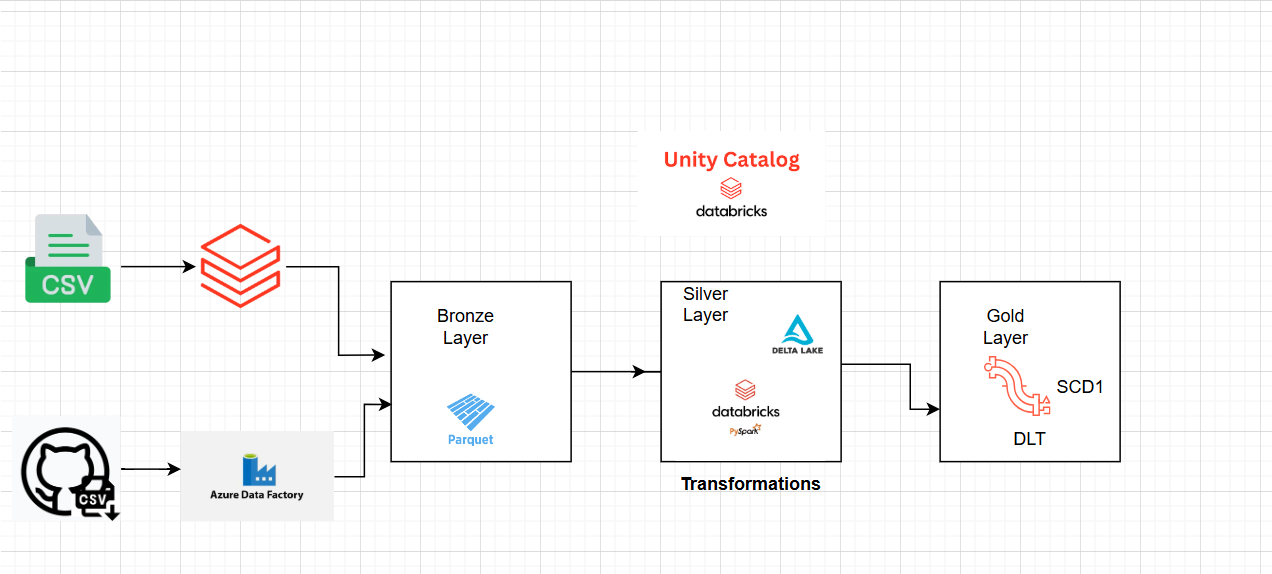 Unity Catalog
databricks
CSV
Bronze
Layer
Parquet
Silver
Layer
DELTA LAKE
databricks
PySpark
Transformations
Gold
Layer
SCD1
DLT
CSV
Azure Data Factory